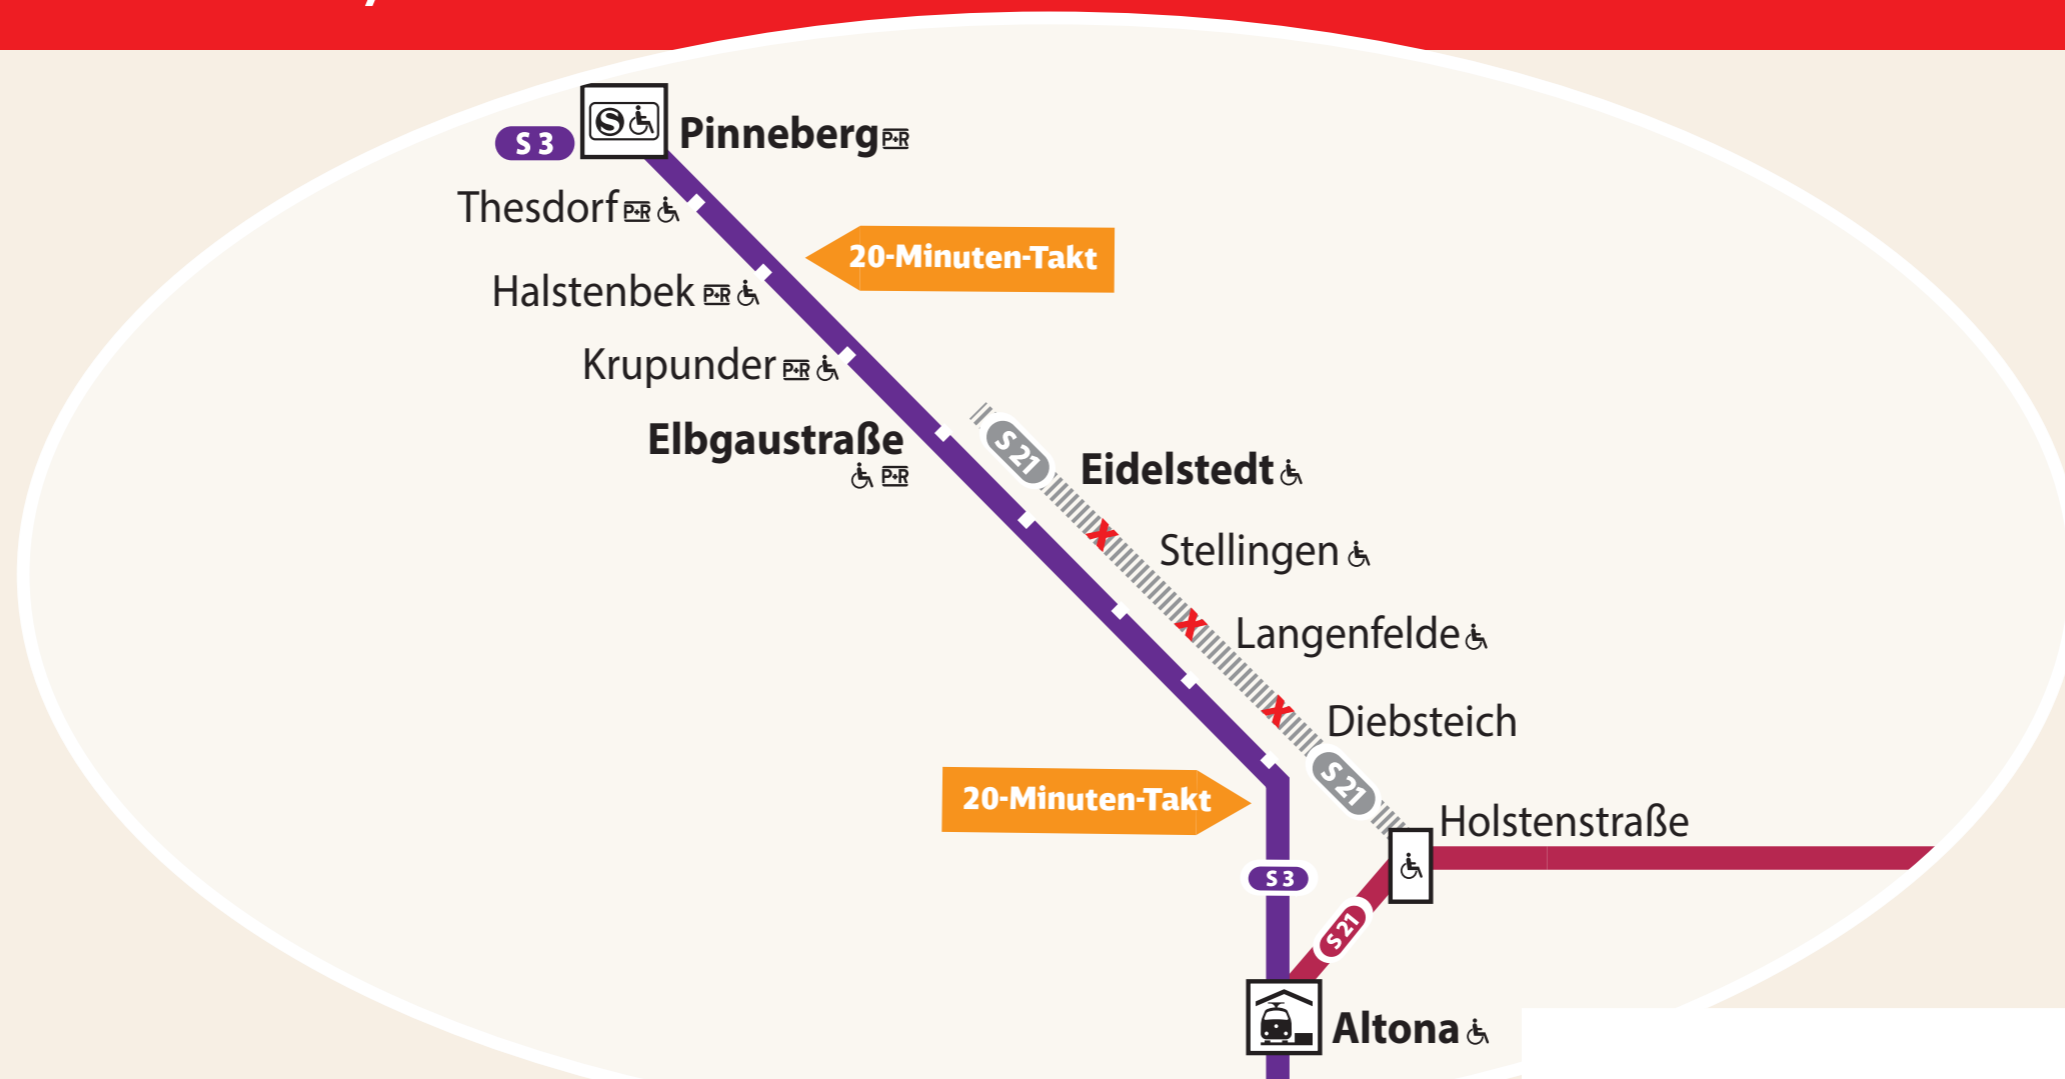 S 3
Pinneberg P+R
Thesdorf P+R
20-Minuten-Takt
Halstenbek P+R
Krupunder P+R
Elbgaustraße
P+R
S 21
Eidelstedt
Stellingen
Langenfelde
Diebsteich
S 21
20-Minuten-Takt
Holstenstraße
S 3
S 21
Altona